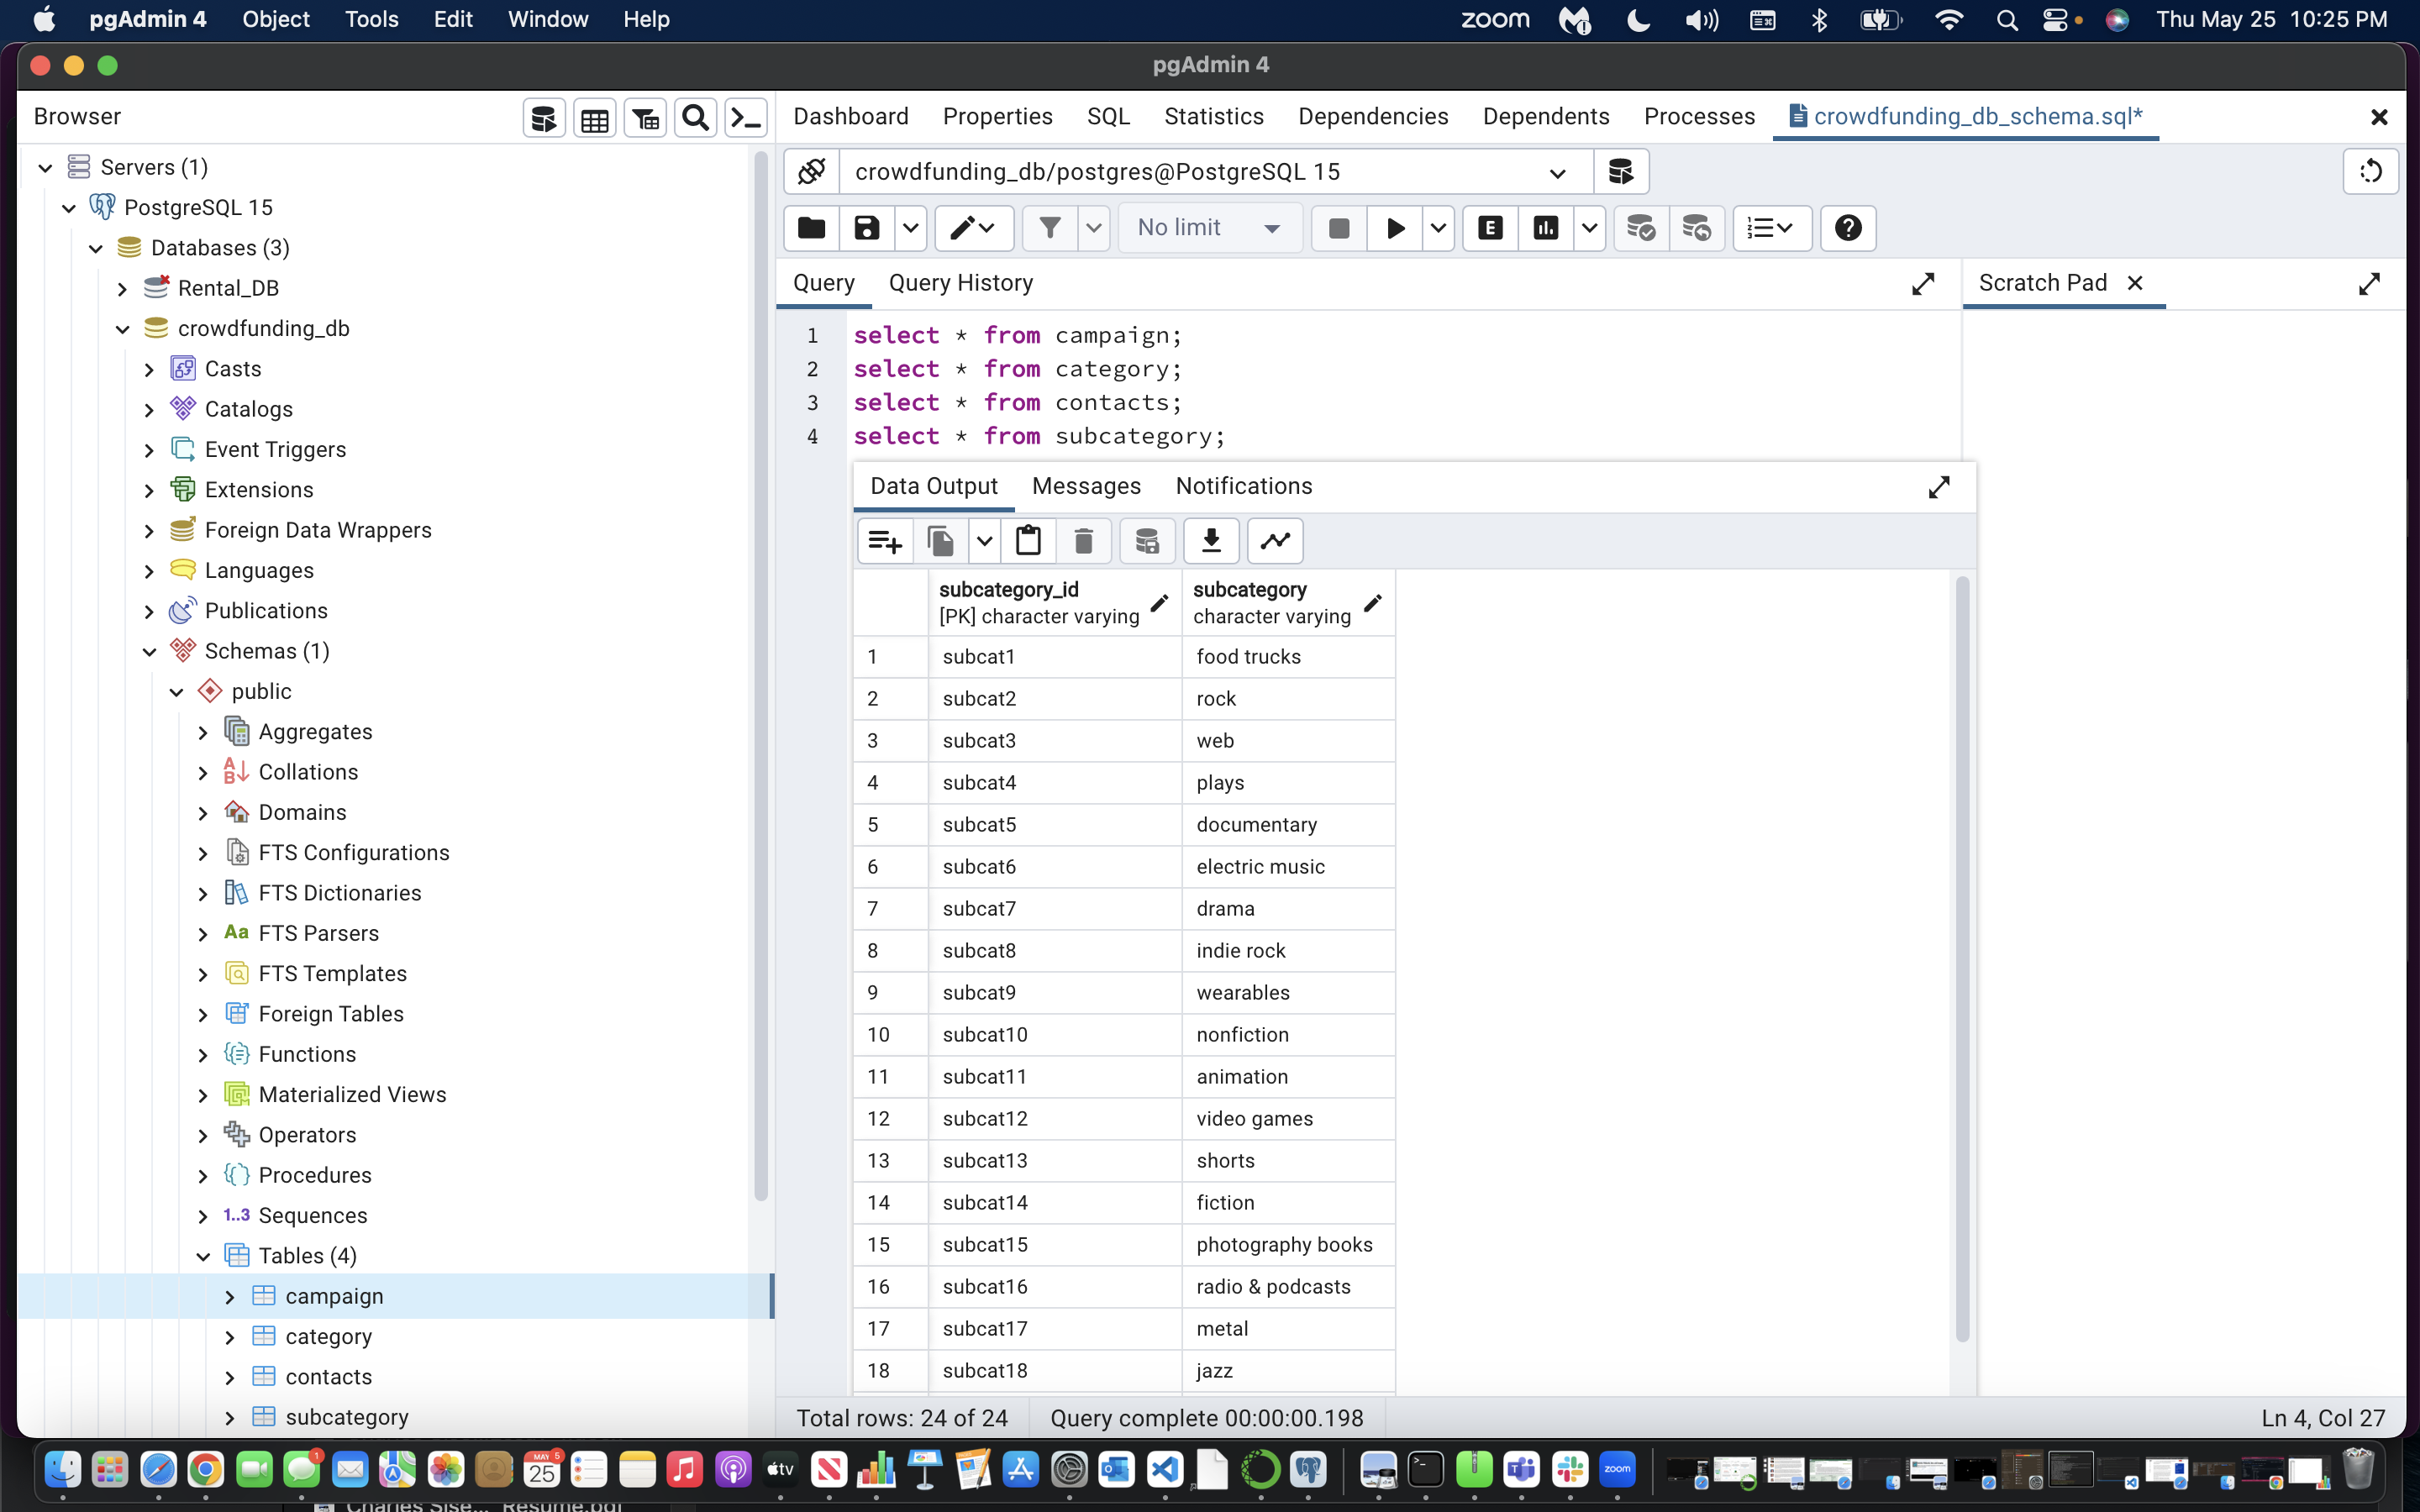 pgAdmin 4 Object Tools Edit Window Help zoom Thu May 25 10:25 PM
pgAdmin 4
Browser
Servers (1)
PostgreSQL 15
Databases (3)
Rental_DB
crowdfunding_db
Casts
Catalogs
Event Triggers
Extensions
Foreign Data Wrappers
Languages
Publications
Schemas (1)
public
Aggregates
Collations
Domains
FTS Configurations
FTS Dictionaries
Aa FTS Parsers
FTS Templates
Foreign Tables
Functions
Materialized Views
Operators
Procedures
1..3 Sequences
Tables (4)
campaign
category
contacts
subcategory
Dashboard Properties SQL Statistics Dependencies Dependents Processes crowdfunding_db_schema.sql*
crowdfunding_db/postgres@PostgreSQL 15
No limit E
Query Query History Scratch Pad
1 select * from campaign;
2 select * from category;
3 select * from contacts;
4 select * from subcategory;
Data Output Messages Notifications
subcategory_id subcategory
[PK] character varying character varying
1 subcat1 food trucks
2 subcat2 rock
3 subcat3 web
4 subcat4 plays
5 subcat5 documentary
6 subcat6 electric music
7 subcat7 drama
8 subcat8 indie rock
9 subcat9 wearables
10 subcat10 nonfiction
11 subcat11 animation
12 subcat12 video games
13 subcat13 shorts
14 subcat14 fiction
15 subcat15 photography books
16 subcat16 radio & podcasts
17 subcat17 metal
18 subcat18 jazz
Total rows: 24 of 24 Query complete 00:00:00.198 Ln 4, Col 27
1 MAY 25 5 tv zoom